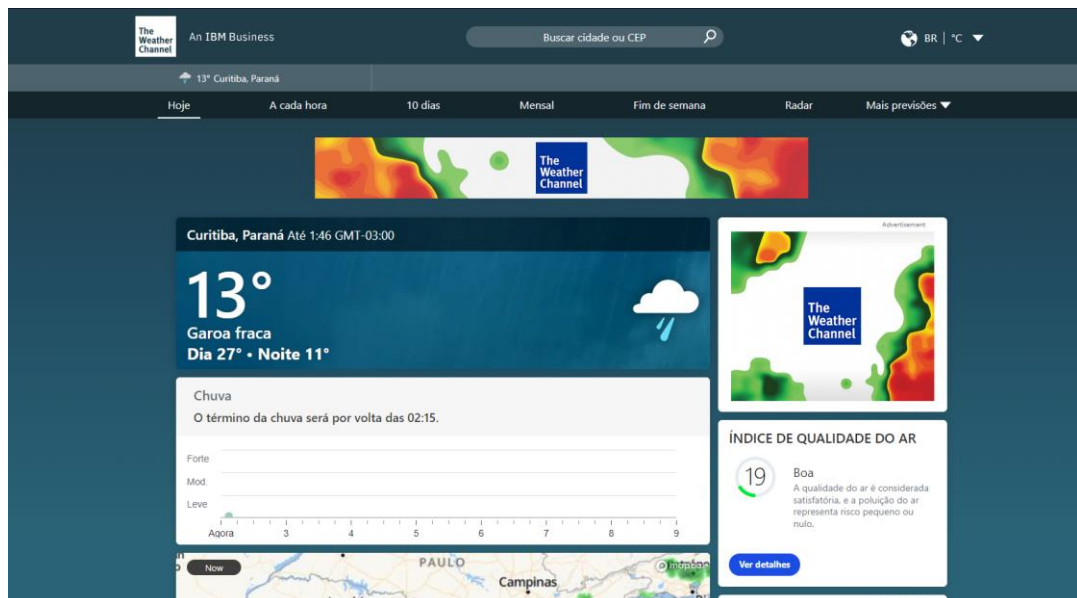 The
Weather
Channel
An IBM Business
Buscar cidade ou CEP
BR | °C
13° Curitiba, Paraná
Hoje
A cada hora
10 dias
Mensal
Fim de semana
Radar
Mais previsões
The
Weather
Channel
Curitiba, Paraná Até 1:46 GMT-03:00
13°
Garoa fraca
Dia 27° • Noite 11°
Chuva
O término da chuva será por volta das 02:15.
Forte
Mod.
Leve
Agora 3 4 5 6 7 8 9
Now
PAULO
Campinas
mapbox
Advertisement
The
Weather
Channel
ÍNDICE DE QUALIDADE DO AR
19
Boa
A qualidade do ar é considerada
satisfatória, e a poluição do ar
representa risco pequeno ou
nulo.
Ver detalhes